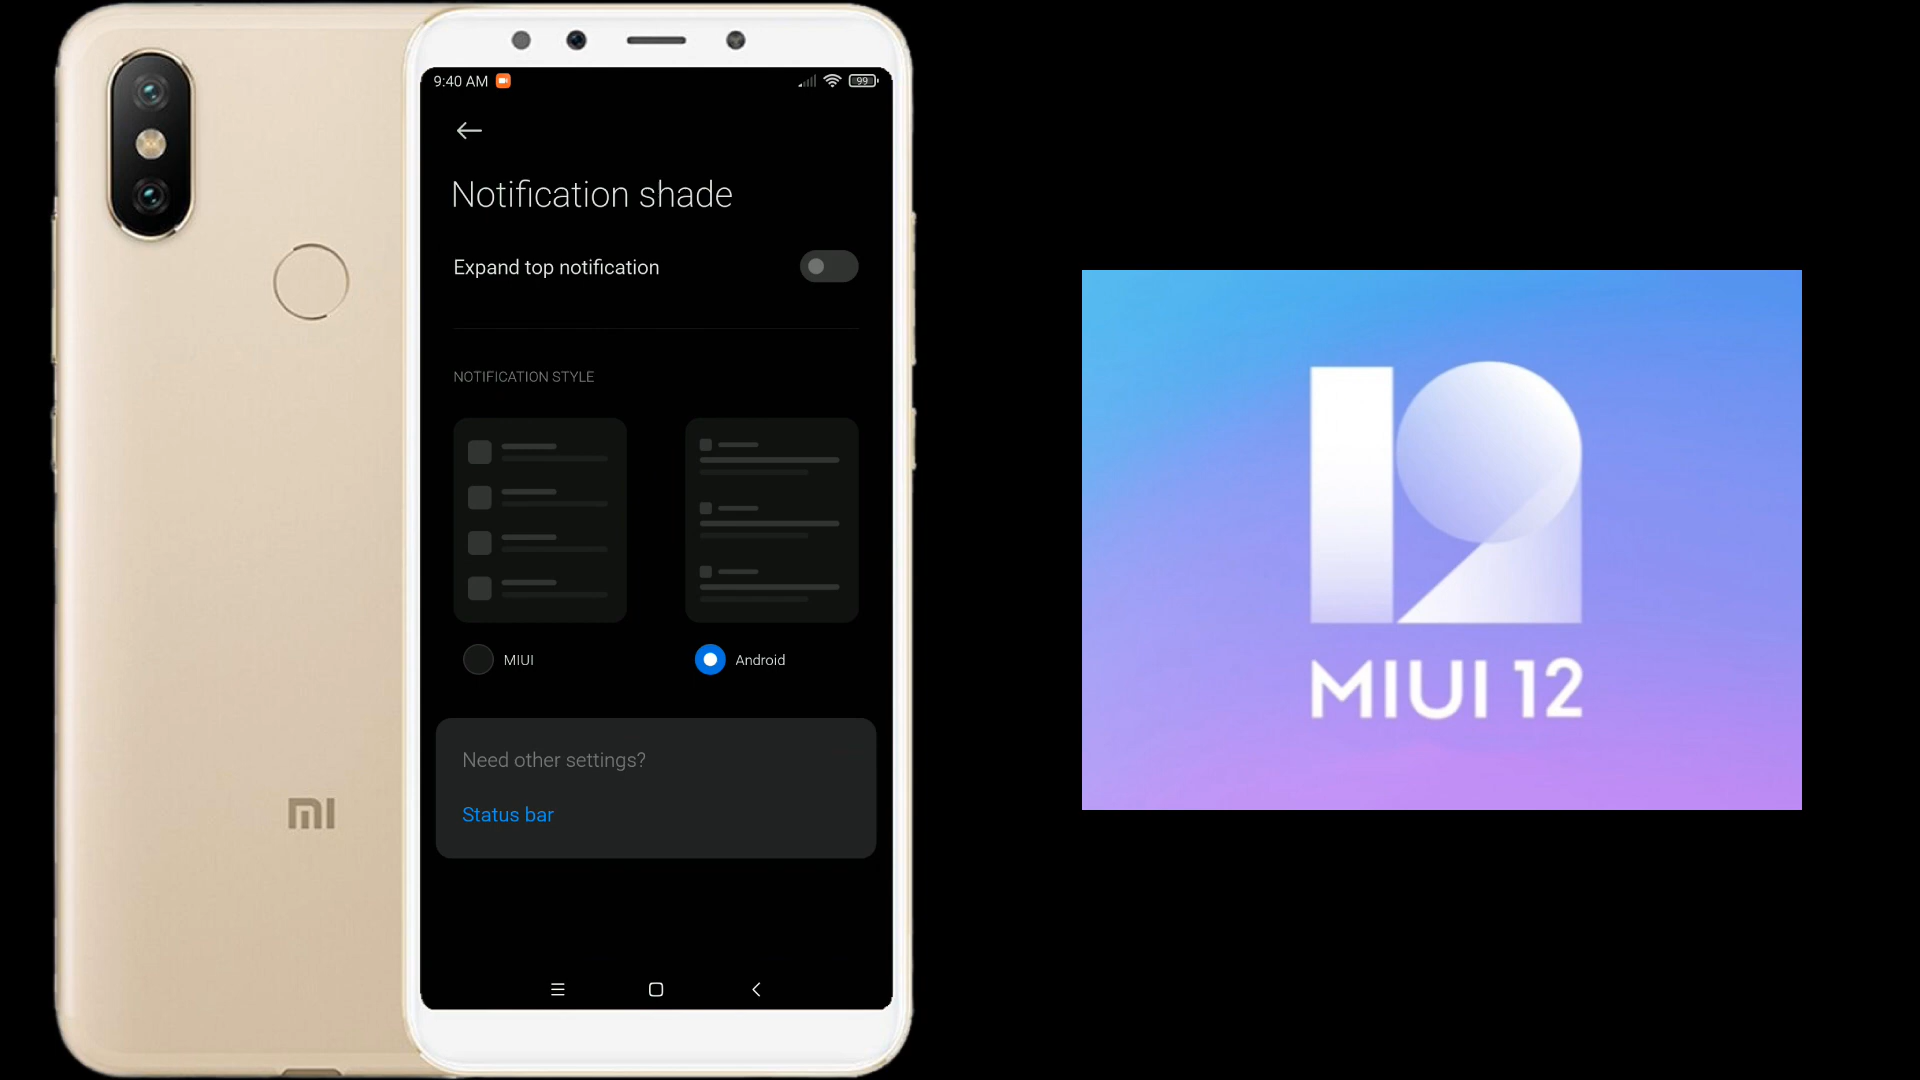 9:40 AM
99
Notification shade
Expand top notification
NOTIFICATION STYLE
MIUI
Android
Need other settings?
Status bar
mi
12
MIUI 12